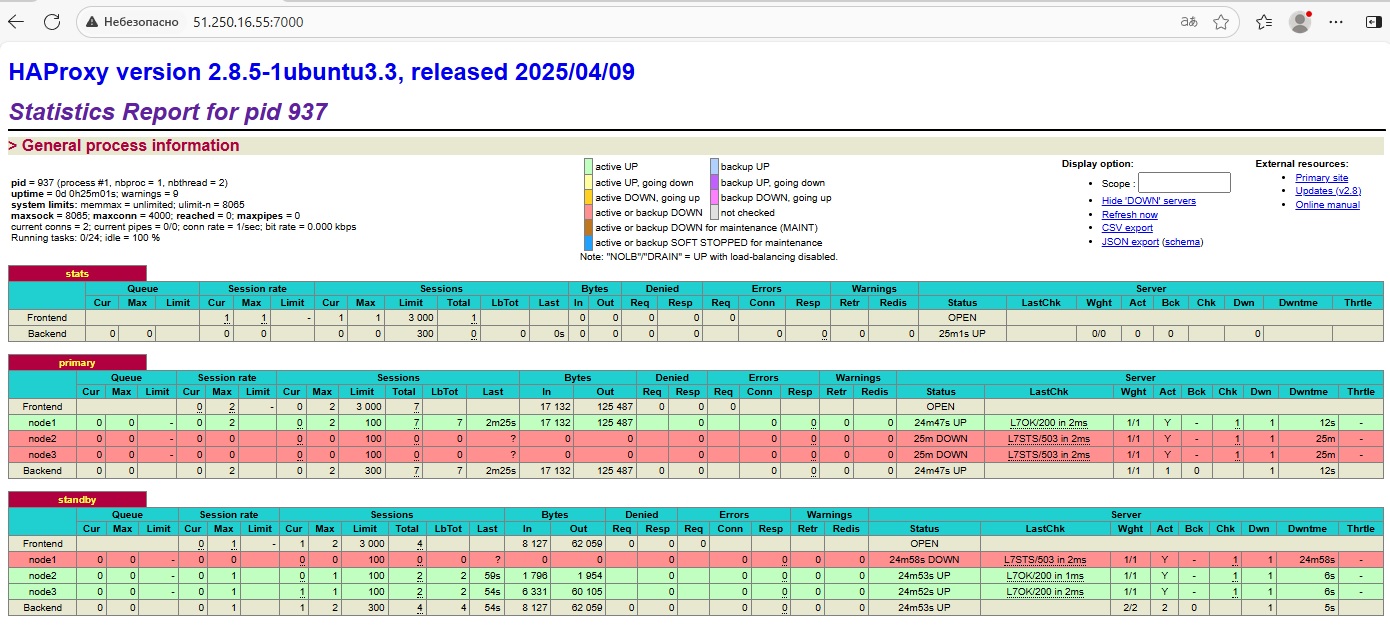 Небезопасно 51.250.16.55:7000 aあ
HAProxy version 2.8.5-1ubuntu3.3, released 2025/04/09
Statistics Report for pid 937
> General process information
pid = 937 (process #1, nbproc = 1, nbthread = 2)
uptime = 0d 0h25m01s; warnings = 9
system limits: memmax = unlimited; ulimit-n = 8065
maxsock = 8065; maxconn = 4000; reached = 0; maxpipes = 0
current conns = 2; current pipes = 0/0; conn rate = 1/sec; bit rate = 0.000 kbps
Running tasks: 0/24; idle = 100 %
active UP backup UP
active UP, going down backup UP, going down
active DOWN, going up backup DOWN, going up
active or backup DOWN not checked
active or backup DOWN for maintenance (MAINT)
active or backup SOFT STOPPED for maintenance
Note: "NOLB"/"DRAIN" = UP with load-balancing disabled.
Display option:
Scope :
Hide 'DOWN' servers
Refresh now
CSV export
JSON export (schema)
External resources:
Primary site
Updates (v2.8)
Online manual
stats
Queue Session rate Sessions Bytes Denied Errors Warnings Server
Cur Max Limit Cur Max Limit Cur Max Limit Total LbTot Last In Out Req Resp Req Conn Resp Retr Redis Status LastChk Wght Act Bck Chk Dwn Dwntme Thrtle
Frontend 1 1 - 1 1 3 000 1 0 0 0 0 0 OPEN
Backend 0 0 0 0 0 0 300 0 0 0s 0 0 0 0 0 0 0 0 25m1s UP 0/0 0 0 0
primary
Queue Session rate Sessions Bytes Denied Errors Warnings Server
Cur Max Limit Cur Max Limit Cur Max Limit Total LbTot Last In Out Req Resp Req Conn Resp Retr Redis Status LastChk Wght Act Bck Chk Dwn Dwntme Thrtle
Frontend 0 2 - 0 2 3 000 7 17 132 125 487 0 0 0 OPEN
node1 0 0 - 0 2 0 2 100 7 7 2m25s 17 132 125 487 0 0 0 0 0 24m47s UP L7OK/200 in 2ms 1/1 Y - 1 1 12s -
node2 0 0 - 0 0 0 0 100 0 0 ? 0 0 0 0 0 0 0 25m DOWN L7STS/503 in 2ms 1/1 Y - 1 1 25m -
node3 0 0 - 0 0 0 0 100 0 0 ? 0 0 0 0 0 0 0 25m DOWN L7STS/503 in 2ms 1/1 Y - 1 1 25m -
Backend 0 0 0 2 0 2 300 7 7 2m25s 17 132 125 487 0 0 0 0 0 0 24m47s UP 1/1 1 0 1 12s
standby
Queue Session rate Sessions Bytes Denied Errors Warnings Server
Cur Max Limit Cur Max Limit Cur Max Limit Total LbTot Last In Out Req Resp Req Conn Resp Retr Redis Status LastChk Wght Act Bck Chk Dwn Dwntme Thrtle
Frontend 0 1 - 1 2 3 000 4 8 127 62 059 0 0 0 OPEN
node1 0 0 - 0 0 0 0 100 0 0 ? 0 0 0 0 0 0 0 24m58s DOWN L7STS/503 in 2ms 1/1 Y - 1 1 24m58s -
node2 0 0 - 0 1 0 1 100 2 2 59s 1 796 1 954 0 0 0 0 0 24m53s UP L7OK/200 in 1ms 1/1 Y - 1 1 6s -
node3 0 0 - 0 1 1 1 100 2 2 54s 6 331 60 105 0 0 0 0 0 24m52s UP L7OK/200 in 2ms 1/1 Y - 1 1 6s -
Backend 0 0 0 1 1 2 300 4 4 54s 8 127 62 059 0 0 0 0 0 0 24m53s UP 2/2 2 0 1 5s